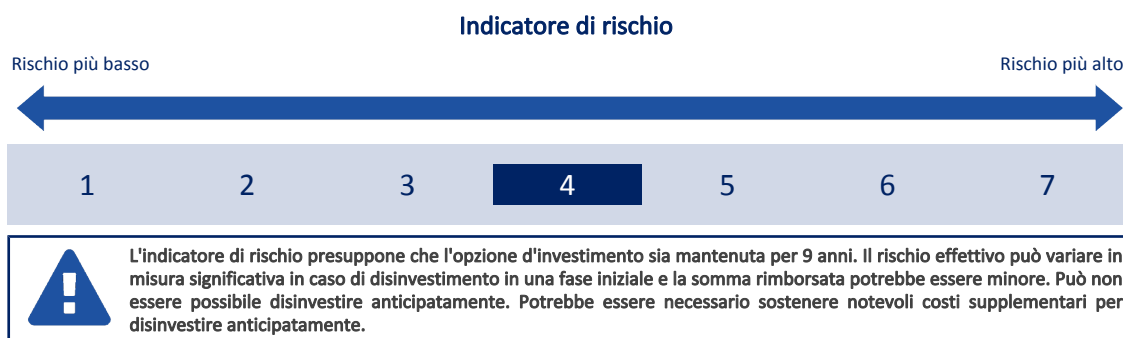 Indicatore di rischio
Rischio più basso
Rischio più alto
1 2 3 4 5 6 7
L'indicatore di rischio presuppone che l'opzione d'investimento sia mantenuta per 9 anni. Il rischio effettivo può variare in
misura significativa in caso di disinvestimento in una fase iniziale e la somma rimborsata potrebbe essere minore. Può non
essere possibile disinvestire anticipatamente. Potrebbe essere necessario sostenere notevoli costi supplementari per
disinvestire anticipatamente.